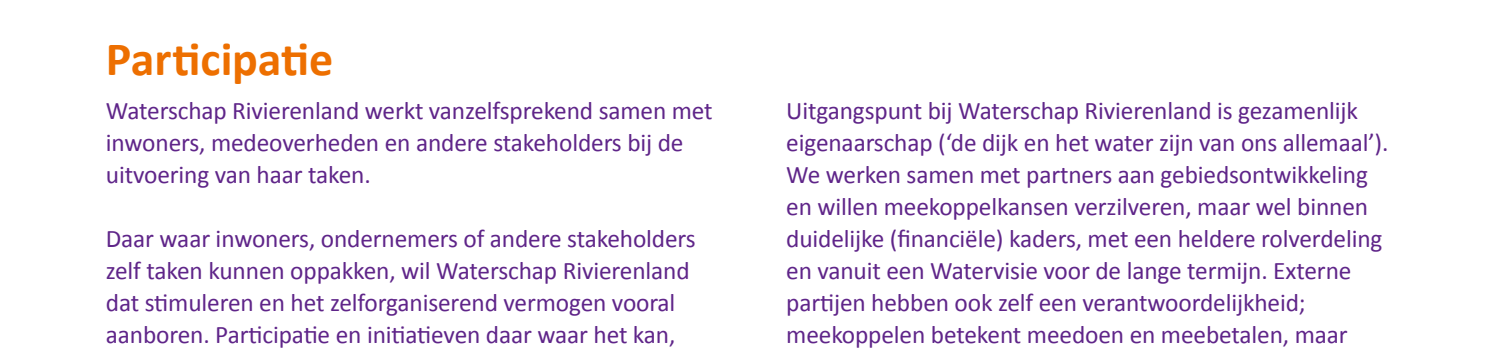 Participatie
Waterschap Rivierenland werkt vanzelfsprekend samen met
inwoners, medeoverheden en andere stakeholders bij de
uitvoering van haar taken.
Daar waar inwoners, ondernemers of andere stakeholders
zelf taken kunnen oppakken, wil Waterschap Rivierenland
dat stimuleren en het zelforganiserend vermogen vooral
aanboren. Participatie en initiatieven daar waar het kan,
Uitgangspunt bij Waterschap Rivierenland is gezamenlijk
eigenaarschap (‘de dijk en het water zijn van ons allemaal’).
We werken samen met partners aan gebiedsontwikkeling
en willen meekoppelkansen verzilveren, maar wel binnen
duidelijke (financiële) kaders, met een heldere rolverdeling
en vanuit een Watervisie voor de lange termijn. Externe
partijen hebben ook zelf een verantwoordelijkheid;
meekoppelen betekent meedoen en meebetalen, maar